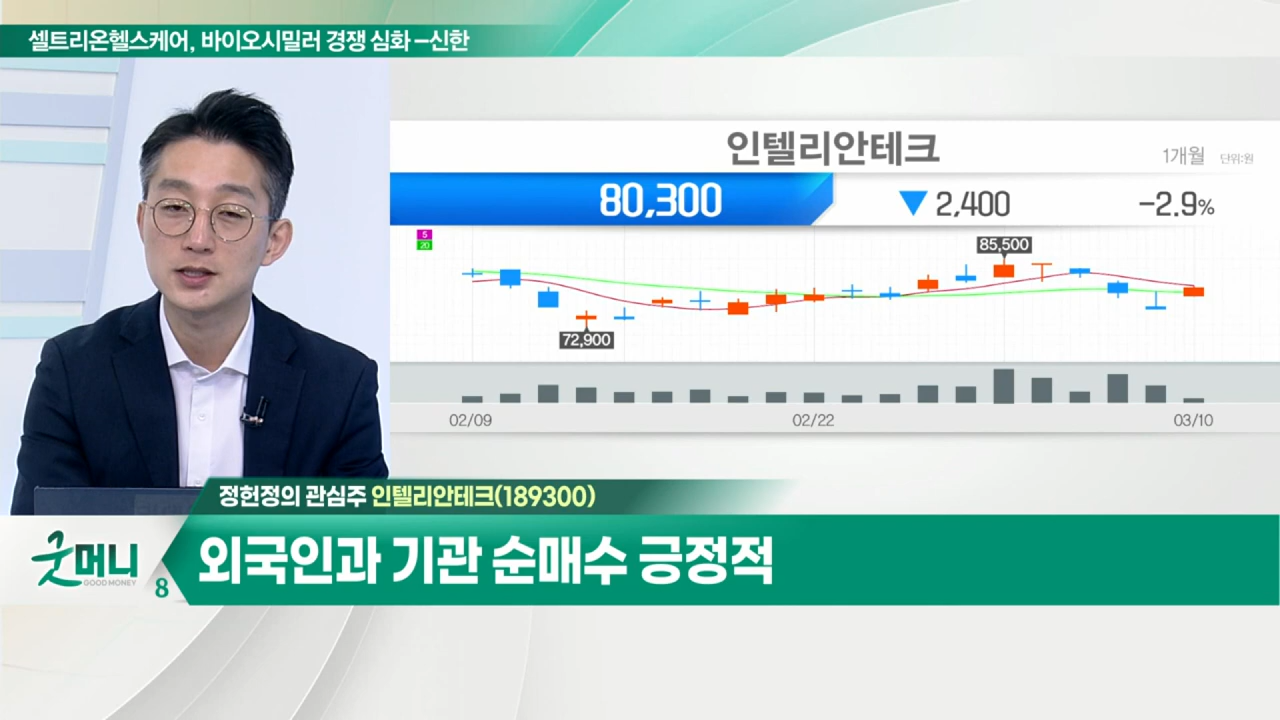 셀트리온헬스케어, 바이오시밀러 경쟁 심화 -신한
인텔리안테크
1개월 단위:원
80,300 ▼ 2,400 -2.9%
5
20
85,500
72,900
02/09 02/22 03/10
정헌정의 관심주 인텔리안테크(189300)
외국인과 기관 순매수 긍정적
굿머니
GOOD MONEY
8